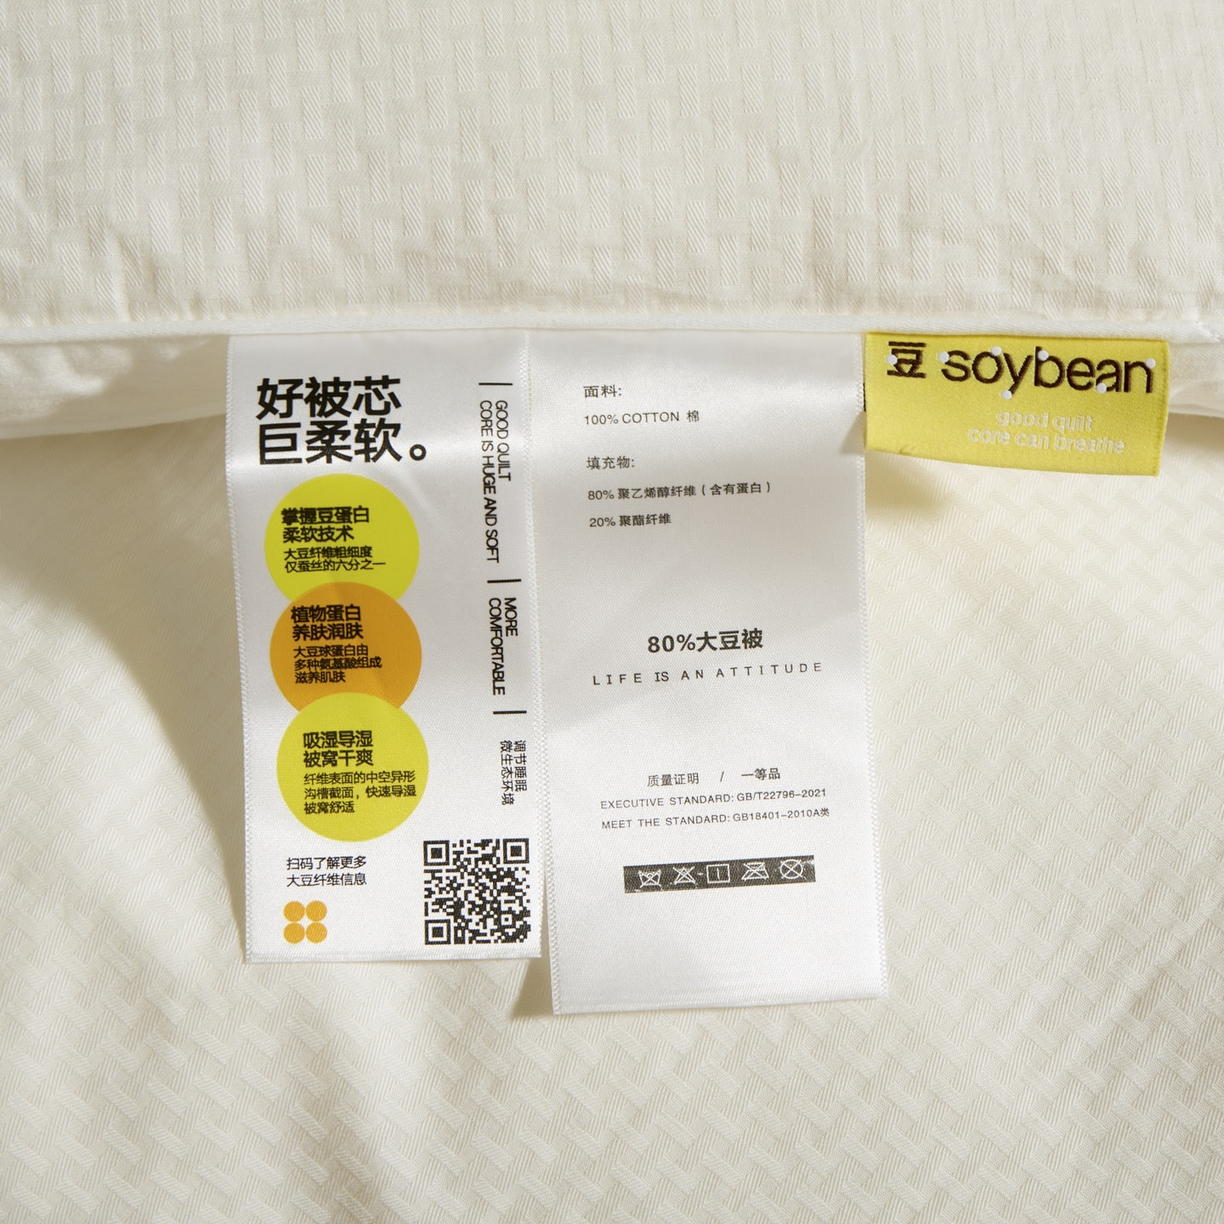 好被芯
巨柔软。
掌握豆蛋白
柔软技术
大豆纤维粗细度
仅蚕丝的六分之一
植物蛋白
养肤润肤
大豆球蛋白由
多种氨基酸组成
滋养肌肤
吸湿导湿
被窝干爽
纤维表面的中空异形
沟槽截面，快速导湿
被窝舒适
扫码了解更多
大豆纤维信息
GOOD QUILT
CORE IS HUGE AND SOFT
MORE
COMFORTABLE
调节睡眠
微生态环境
面料:
100% COTTON 棉
填充物:
80% 聚乙烯醇纤维（含有蛋白）
20% 聚酯纤维
80%大豆被
LIFE IS AN ATTITUDE
质量证明 / 一等品
EXECUTIVE STANDARD: GB/T22796-2021
MEET THE STANDARD: GB18401-2010A类
豆 soybean
good quilt
core can breathe